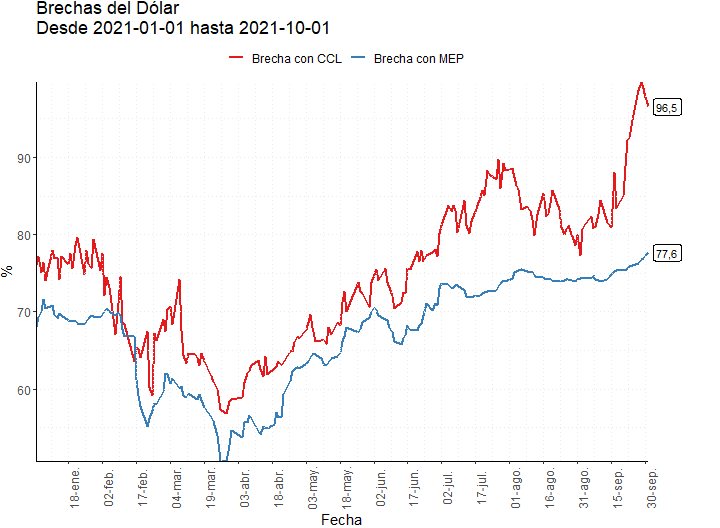 Brechas del Dólar
Desde 2021-01-01 hasta 2021-10-01
Brecha con CCL
Brecha con MEP
96,5
90
80
77,6
%
70
60
18-ene.
02-feb.
17-feb.
04-mar.
19-mar.
03-abr.
18-abr.
03-may.
18-may.
02-jun.
17-jun.
02-jul.
17-jul.
01-ago.
16-ago.
31-ago.
15-sep.
30-sep.
Fecha